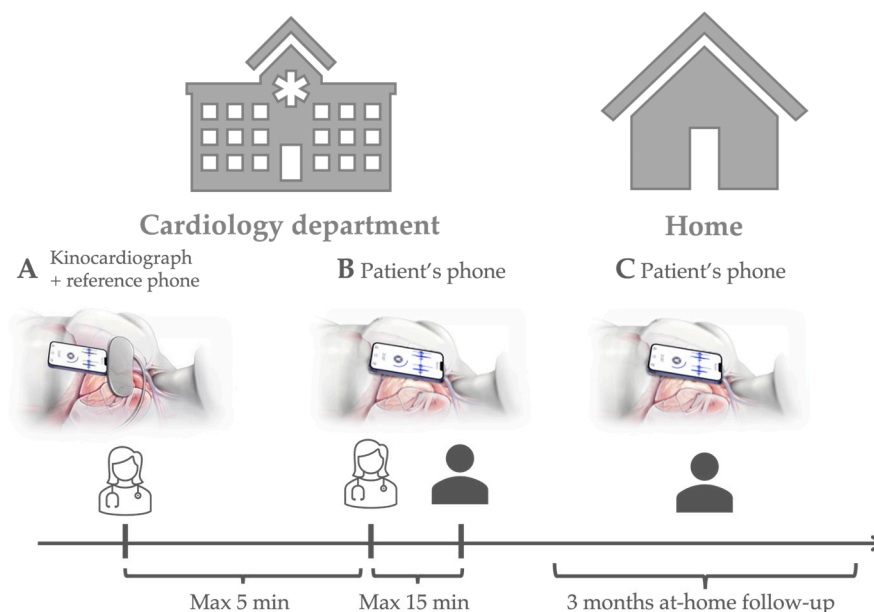 Cardiology department
Home
A Kinocardiograph
+ reference phone
B Patient's phone
C Patient's phone
Max 5 min
Max 15 min
3 months at-home follow-up